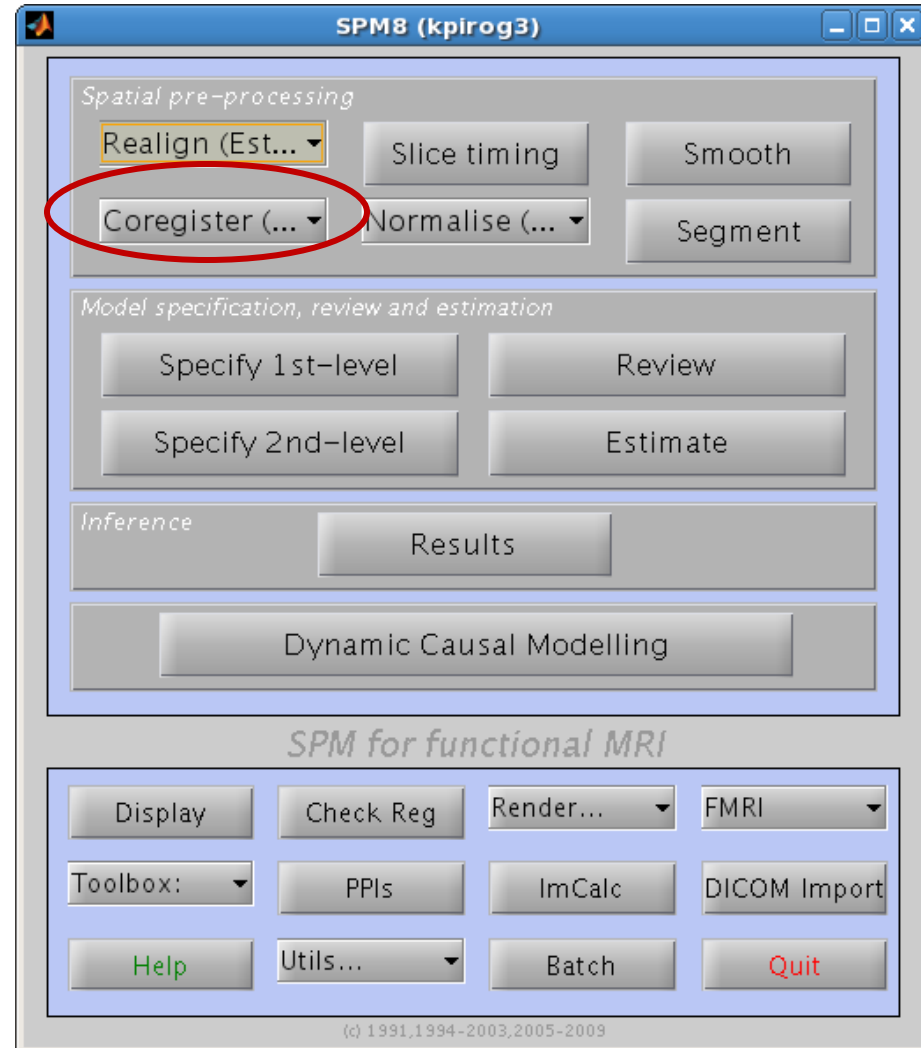 SPM8 (kpirog3)
Spatial pre-processing
Realign (Est...
Slice timing
Smooth
Coregister (...
Normalise (...
Segment
Model specification, review and estimation
Specify 1st-level
Review
Specify 2nd-level
Estimate
Inference
Results
Dynamic Causal Modelling
SPM for functional MRI
Display
Check Reg
Render...
FMRI
Toolbox:
PPIs
ImCalc
DICOM Import
Help
Utils...
Batch
Quit
(c) 1991,1994-2003,2005-2009